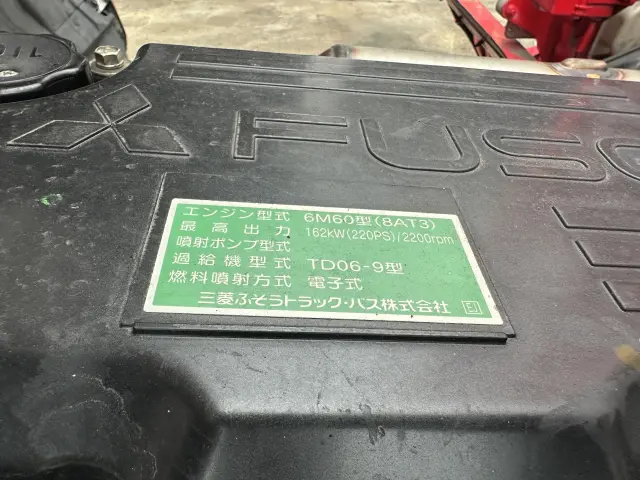 OIL
FUSO
エンジン型式 6M60型(8AT3)
最高出力 162kW(220PS)/2200rpm
噴射ポンプ型式
過給機型式 TD06-9型
燃料噴射方式 電子式
三菱ふそうトラック・バス株式会社